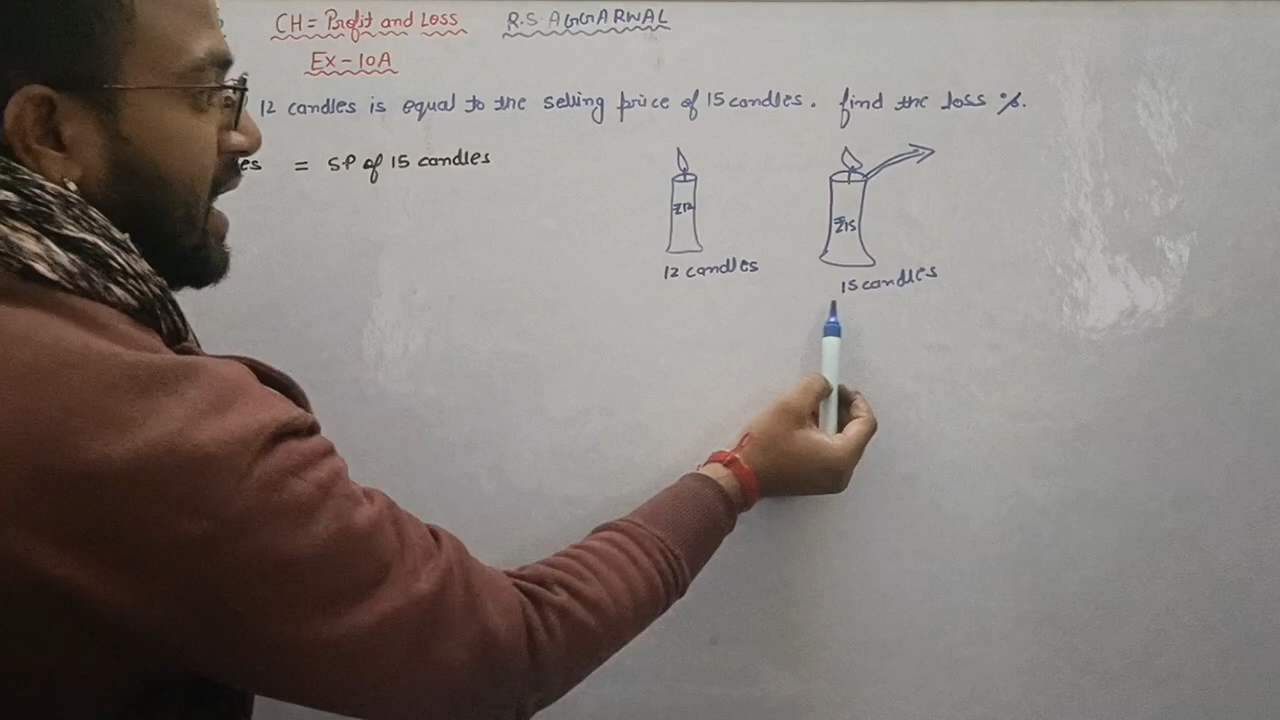 CH = Profit and Loss R.S. AGGARWAL
Ex-10A
12 candles is equal to the selling price of 15 candles. find the loss %.
es = S.P of 15 candles
₹12
₹15
12 candles
15 candles